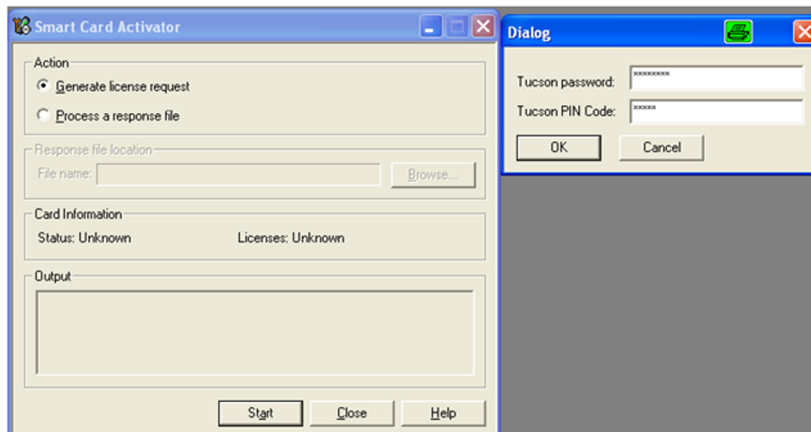 Smart Card Activator
Action
Generate license request
Process a response file
Response file location
File name:
Browse...
Card Information
Status: Unknown Licenses: Unknown
Output
Start Close Help
Dialog
Tucson password: ********
Tucson PIN Code: *****
OK Cancel